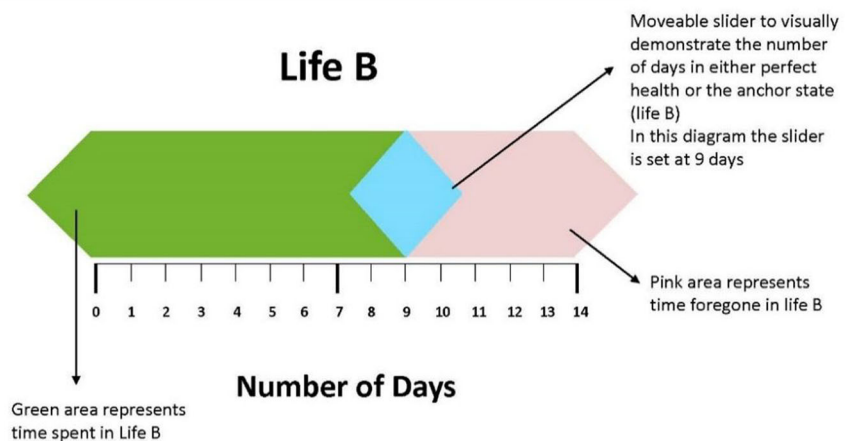 Life B
Moveable slider to visually
demonstrate the number
of days in either perfect
health or the anchor state
(life B)
In this diagram the slider
is set at 9 days
0 1 2 3 4 5 6 7 8 9 10 11 12 13 14
Pink area represents
time foregone in life B
Number of Days
Green area represents
time spent in Life B